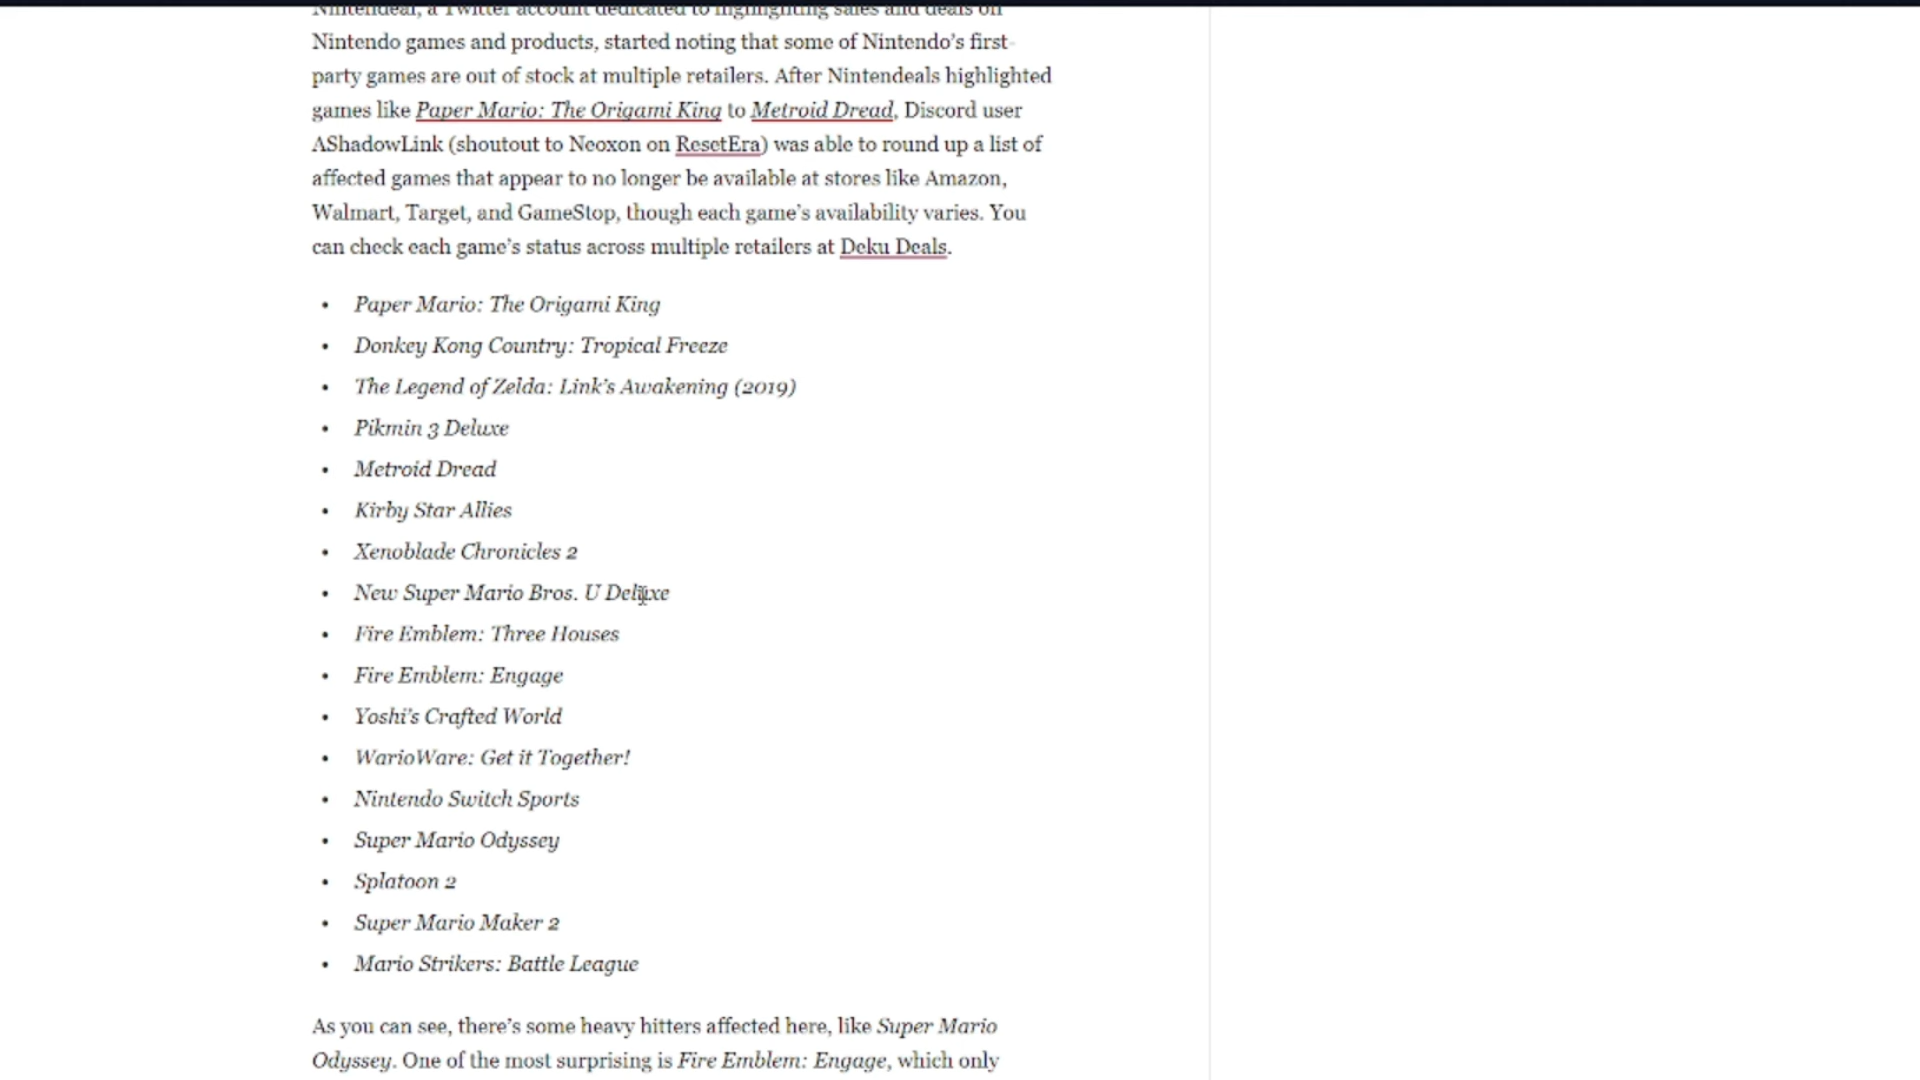 Nintendeal, a Twitter account dedicated to highlighting sales and deals on
Nintendo games and products, started noting that some of Nintendo's first-
party games are out of stock at multiple retailers. After Nintendeals highlighted
games like Paper Mario: The Origami King to Metroid Dread, Discord user
AShadowLink (shoutout to Neoxon on ResetEra) was able to round up a list of
affected games that appear to no longer be available at stores like Amazon,
Walmart, Target, and GameStop, though each game's availability varies. You
can check each game's status across multiple retailers at Deku Deals.
• Paper Mario: The Origami King
• Donkey Kong Country: Tropical Freeze
• The Legend of Zelda: Link's Awakening (2019)
• Pikmin 3 Deluxe
• Metroid Dread
• Kirby Star Allies
• Xenoblade Chronicles 2
• New Super Mario Bros. U Deluxe
• Fire Emblem: Three Houses
• Fire Emblem: Engage
• Yoshi's Crafted World
• WarioWare: Get it Together!
• Nintendo Switch Sports
• Super Mario Odyssey
• Splatoon 2
• Super Mario Maker 2
• Mario Strikers: Battle League
As you can see, there's some heavy hitters affected here, like Super Mario
Odyssey. One of the most surprising is Fire Emblem: Engage, which only